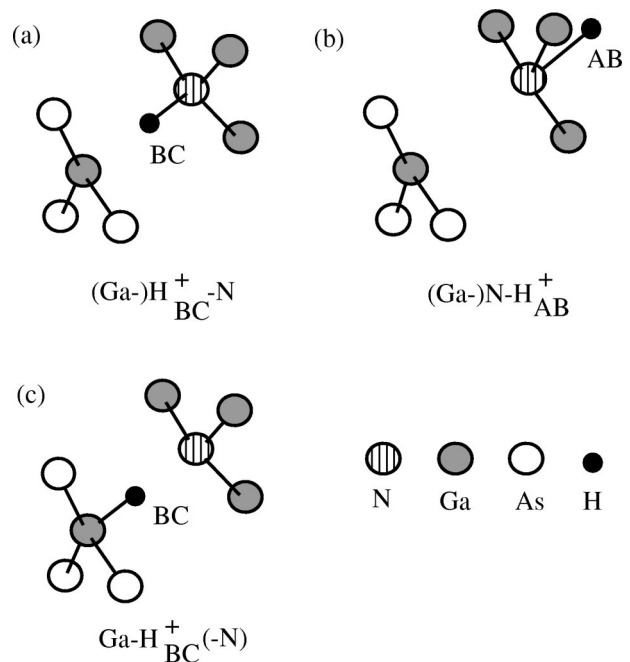 (a)
BC
(Ga-)H⁺BC-N
(b)
AB
(Ga-)N-H⁺AB
(c)
BC
Ga-H⁺BC(-N)
N Ga As H